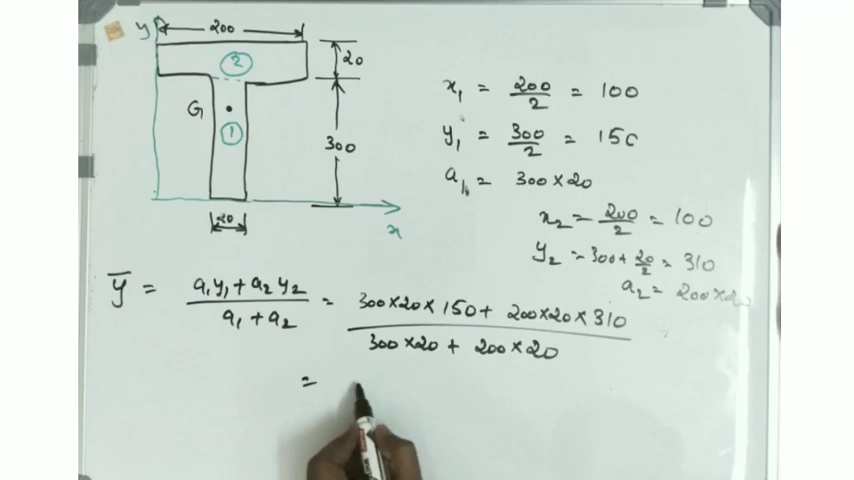 y 200
2 20
G
1
300
20
x
x₁ = 200/2 = 100
y₁ = 300/2 = 150
a₁ = 300×20
x₂ = 200/2 = 100
y₂ = 300+20/2 = 310
a₂ = 200×20
ȳ = a₁y₁ + a₂y₂ / a₁ + a₂ = 300×20×150 + 200×20×310 / 300×20 + 200×20
=